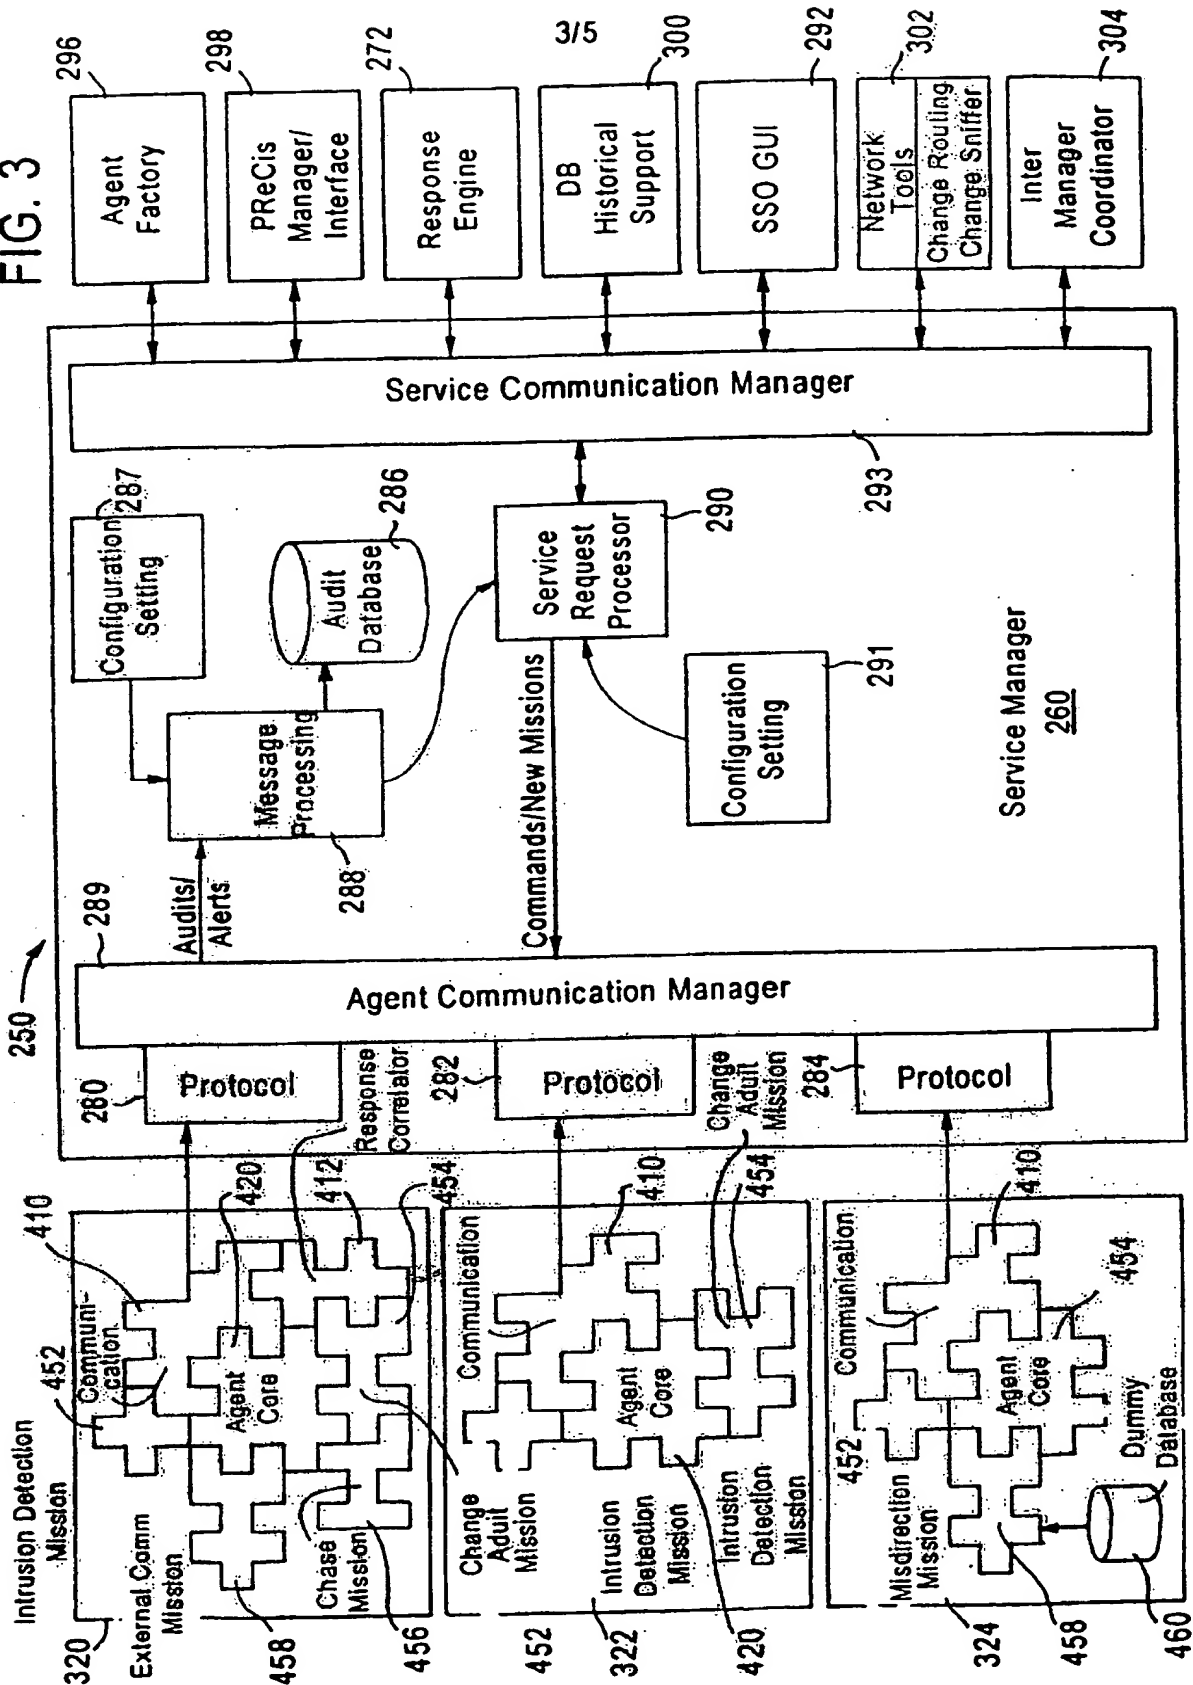 FIG. 3
3/5
296
Agent
Factory
298
PReCis
Manager/
Interface
272
Response
Engine
300
DB
Historical
Support
292
SSO GUI
302
Network
Tools
Change Routing
Change Sniffer
304
Inter
Manager
Coordinator
Service Communication Manager
293
287
Configuration
Setting
286
Audit
Database
290
Service
Request
Processor
Message
Processing
288
291
Configuration
Setting
Commands/New Missions
Service Manager
260
250
289
Audits/
Alerts
Agent Communication Manager
280
Protocol
Response
Correlator
282
Protocol
Change
Adult
Mission
284
Protocol
410
420
412
454
452
Communi-
cation
Agent
Core
Intrusion Detection
Mission
External Comm
Mission
Chase
Mission
320
458
456
410
454
Communication
Agent
Core
Change
Aduit
Mission
Intrusion
Detection
Mission
Intrusion
Detection
Mission
452
322
420
410
454
Communication
452
Agent
Core
Dummy
Database
Misdirection
Mission
324
458
460